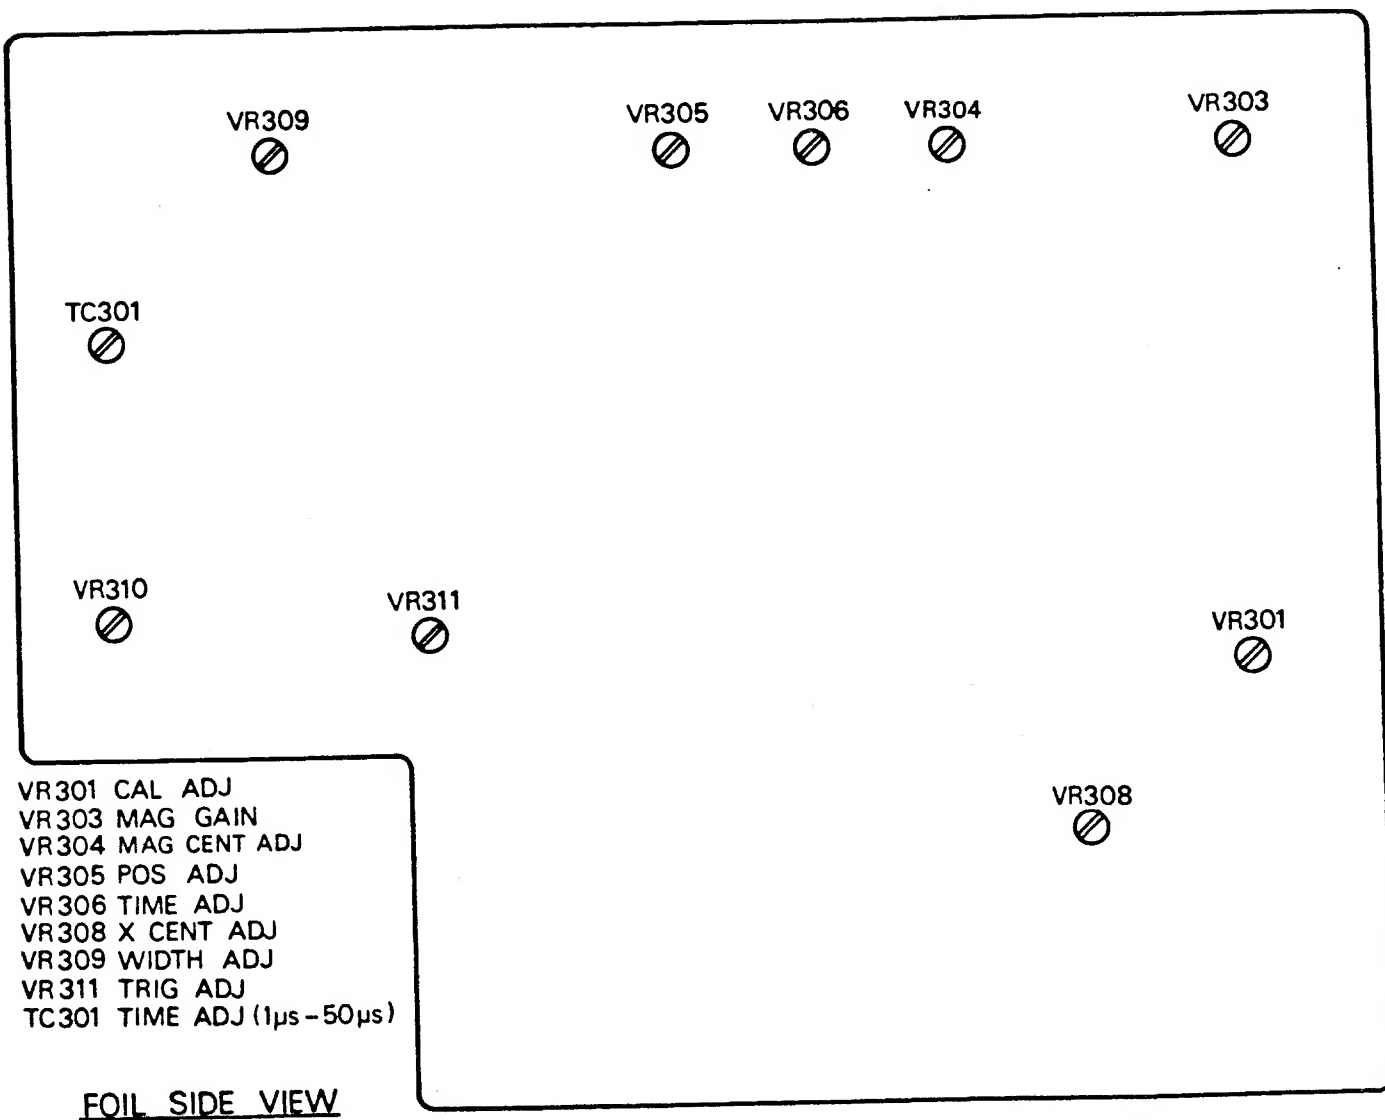 VR309
VR305
VR306
VR304
VR303
TC301
VR310
VR311
VR301
VR308
VR301 CAL ADJ
VR303 MAG GAIN
VR304 MAG CENT ADJ
VR305 POS ADJ
VR306 TIME ADJ
VR308 X CENT ADJ
VR309 WIDTH ADJ
VR311 TRIG ADJ
TC301 TIME ADJ (1µs-50µs)
FOIL SIDE VIEW